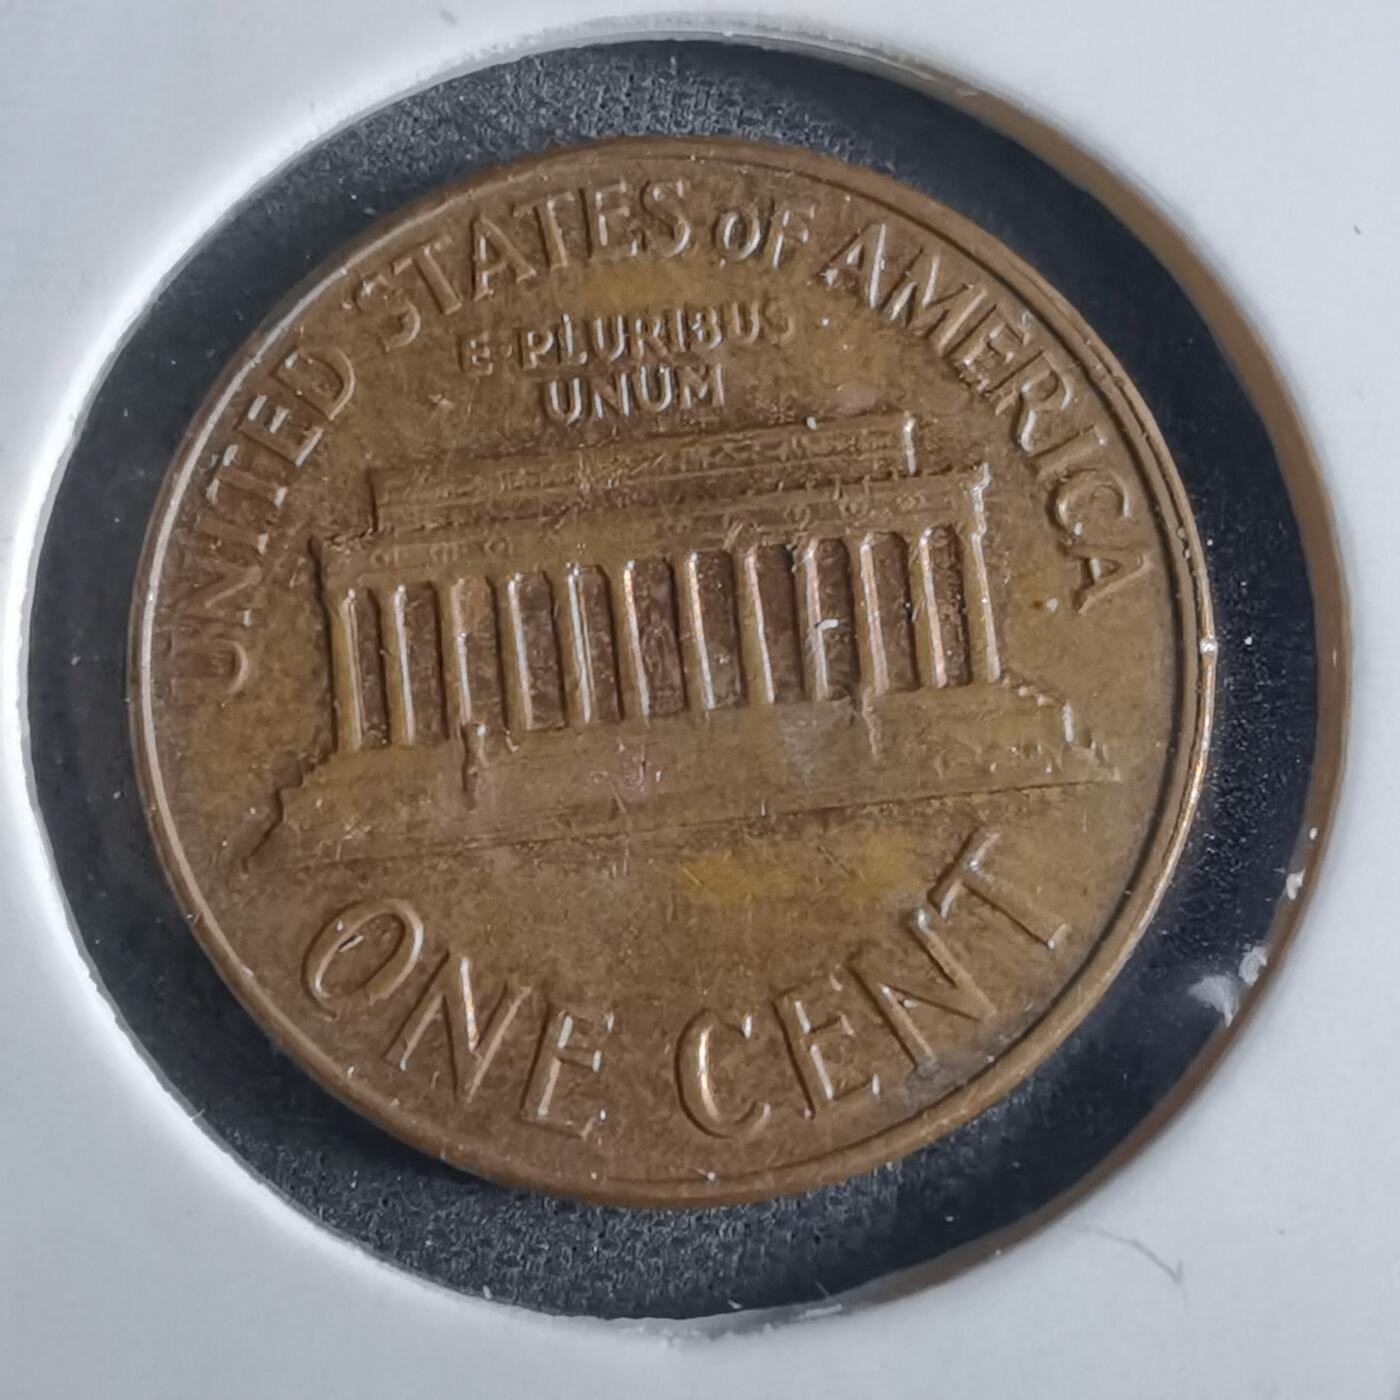 UNITED STATES OF AMERICA
E·PLURIBUS
UNUM
ONE CENT